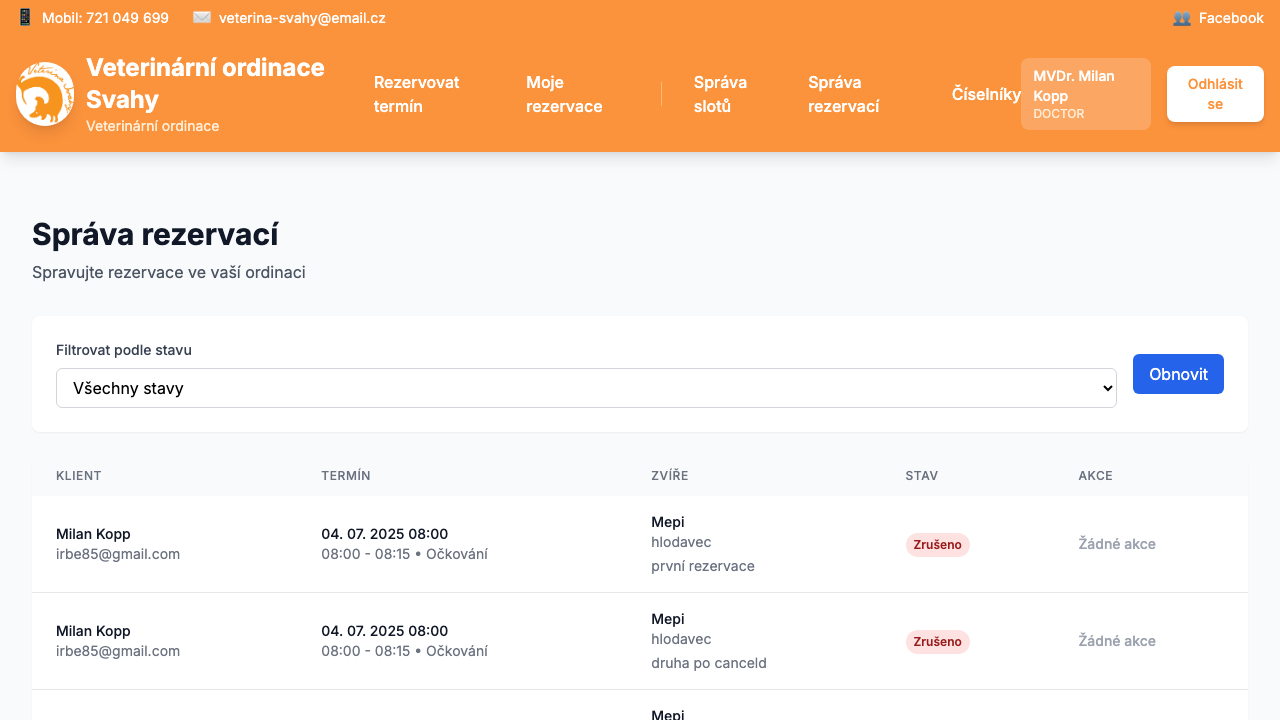 Mobil: 721 049 699
veterina-svahy@email.cz
Facebook
Veterinární ordinace
Svahy
Veterinární ordinace
Rezervovat
termín
Moje
rezervace
Správa
slotů
Správa
rezervací
Číselníky
MVDr. Milan
Kopp
DOCTOR
Odhlásit
se
Správa rezervací
Spravujte rezervace ve vaší ordinaci
Filtrovat podle stavu
Všechny stavy
Obnovit
KLIENT TERMÍN ZVÍŘE STAV AKCE
Milan Kopp
irbe85@gmail.com
04. 07. 2025 08:00
08:00 - 08:15 • Očkování
Mepi
hlodavec
první rezervace
Zrušeno
Žádné akce
Milan Kopp
irbe85@gmail.com
04. 07. 2025 08:00
08:00 - 08:15 • Očkování
Mepi
hlodavec
druha po canceld
Zrušeno
Žádné akce
Mepi